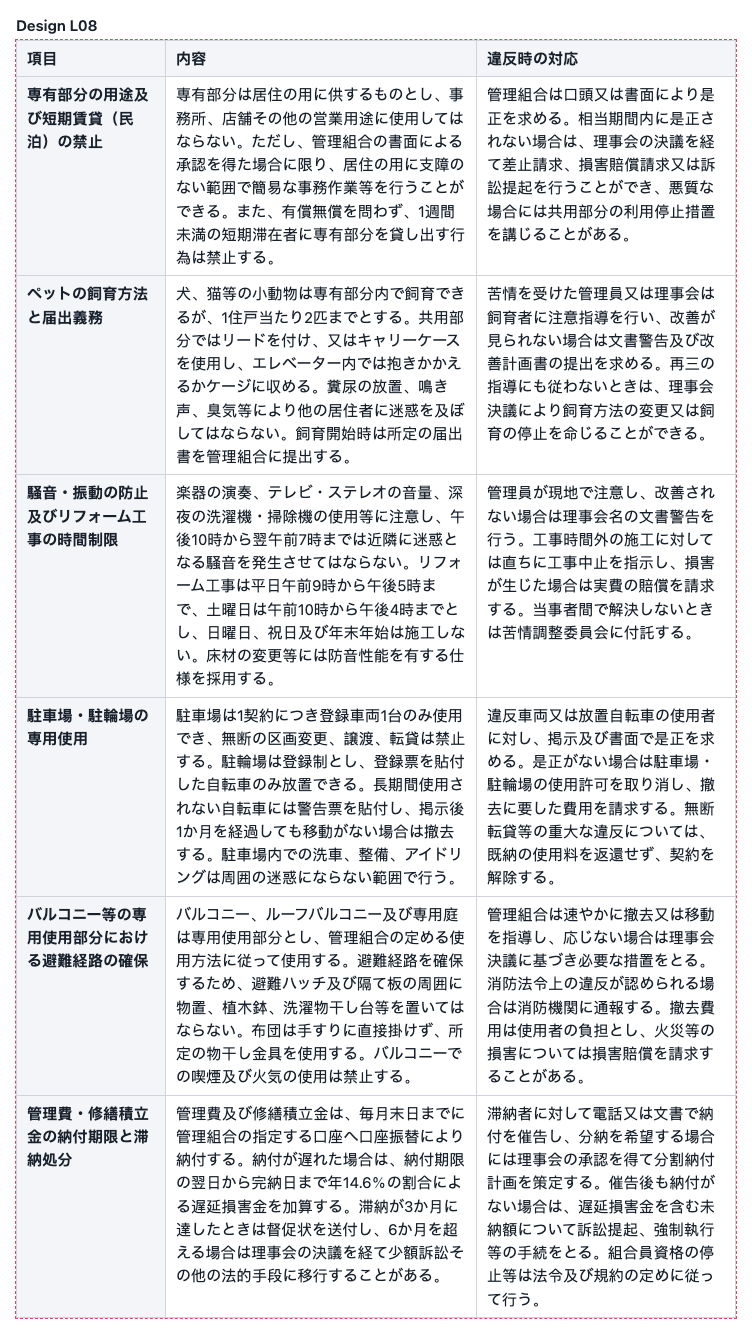 Design L08
項目
内容
違反時の対応
専有部分の用途及
び短期賃貸（民
泊）の禁止
専有部分は居住の用に供するものとし、事
務所、店舗その他の営業用途に使用しては
ならない。ただし、管理組合の書面による
承認を得た場合に限り、居住の用に支障の
ない範囲で簡易な事務作業等を行うことが
できる。また、有償無償を問わず、1週間
未満の短期滞在者に専有部分を貸し出す行
為は禁止する。
管理組合は口頭又は書面により是
正を求める。相当期間内に是正さ
れない場合は、理事会の決議を経
て差止請求、損害賠償請求又は訴
訟提起を行うことができ、悪質な
場合には共用部分の利用停止措置
を講じることがある。
ペットの飼育方法
と届出義務
犬、猫等の小動物は専有部分内で飼育でき
るが、1住戸当たり2匹までとする。共用部
分ではリードを付け、又はキャリーケース
を使用し、エレベーター内では抱きかかえ
るかケージに収める。糞尿の放置、鳴き
声、臭気等により他の居住者に迷惑を及ぼ
してはならない。飼育開始時は所定の届出
書を管理組合に提出する。
苦情を受けた管理員又は理事会は
飼育者に注意指導を行い、改善が
見られない場合は文書警告及び改
善計画書の提出を求める。再三の
指導にも従わないときは、理事会
決議により飼育方法の変更又は飼
育の停止を命じることができる。
騒音・振動の防止
及びリフォーム工
事の時間制限
楽器の演奏、テレビ・ステレオの音量、深
夜の洗濯機・掃除機の使用等に注意し、午
後10時から翌午前7時までは近隣に迷惑と
なる騒音を発生させてはならない。リフォ
ーム工事は平日午前9時から午後5時ま
で、土曜日は午前10時から午後4時までと
し、日曜日、祝日及び年末年始は施工しな
い。床材の変更等には防音性能を有する仕
様を採用する。
管理員が現地で注意し、改善され
ない場合は理事会名の文書警告を
行う。工事時間外の施工に対して
は直ちに工事中止を指示し、損害
が生じた場合は実費の賠償を請求
する。当事者間で解決しないとき
は苦情調整委員会に付託する。
駐車場・駐輪場の
専用使用
駐車場は1契約につき登録車両1台のみ使用
でき、無断の区画変更、譲渡、転貸は禁止
する。駐輪場は登録制とし、登録票を貼付
した自転車のみ放置できる。長期間使用さ
れない自転車には警告票を貼付し、掲示後
1か月を経過しても移動がない場合は撤去
する。駐車場内での洗車、整備、アイドリ
ングは周囲の迷惑にならない範囲で行う。
違反車両又は放置自転車の使用者
に対し、掲示及び書面で是正を求
める。是正がない場合は駐車場・
駐輪場の使用許可を取り消し、撤
去に要した費用を請求する。無断
転貸等の重大な違反については、
既納の使用料を返還せず、契約を
解除する。
バルコニー等の専
用使用部分におけ
る避難経路の確保
バルコニー、ルーフバルコニー及び専用庭
は専用使用部分とし、管理組合の定める使
用方法に従って使用する。避難経路を確保
するため、避難ハッチ及び隔て板の周囲に
物置、植木鉢、洗濯物干し台等を置いては
ならない。布団は手すりに直接掛けず、所
定の物干し金具を使用する。バルコニーで
の喫煙及び火気の使用は禁止する。
管理組合は速やかに撤去又は移動
を指導し、応じない場合は理事会
決議に基づき必要な措置をとる。
消防法令上の違反が認められる場
合は消防機関に通報する。撤去費
用は使用者の負担とし、火災等の
損害については損害賠償を請求す
ることがある。
管理費・修繕積立
金の納付期限と滞
納処分
管理費及び修繕積立金は、毎月末日までに
管理組合の指定する口座へ口座振替により
納付する。納付が遅れた場合は、納付期限
の翌日から完納日まで年14.6%の割合によ
る遅延損害金を加算する。滞納が3か月に
達したときは督促状を送付し、6か月を超
える場合は理事会の決議を経て少額訴訟そ
の他の法的手段に移行することがある。
滞納者に対して電話又は文書で納
付を催告し、分納を希望する場合
には理事会の承認を得て分割納付
計画を策定する。催告後も納付が
ない場合は、遅延損害金を含む未
納額について訴訟提起、強制執行
等の手続をとる。組合員資格の停
止等は法令及び規約の定めに従っ
て行う。